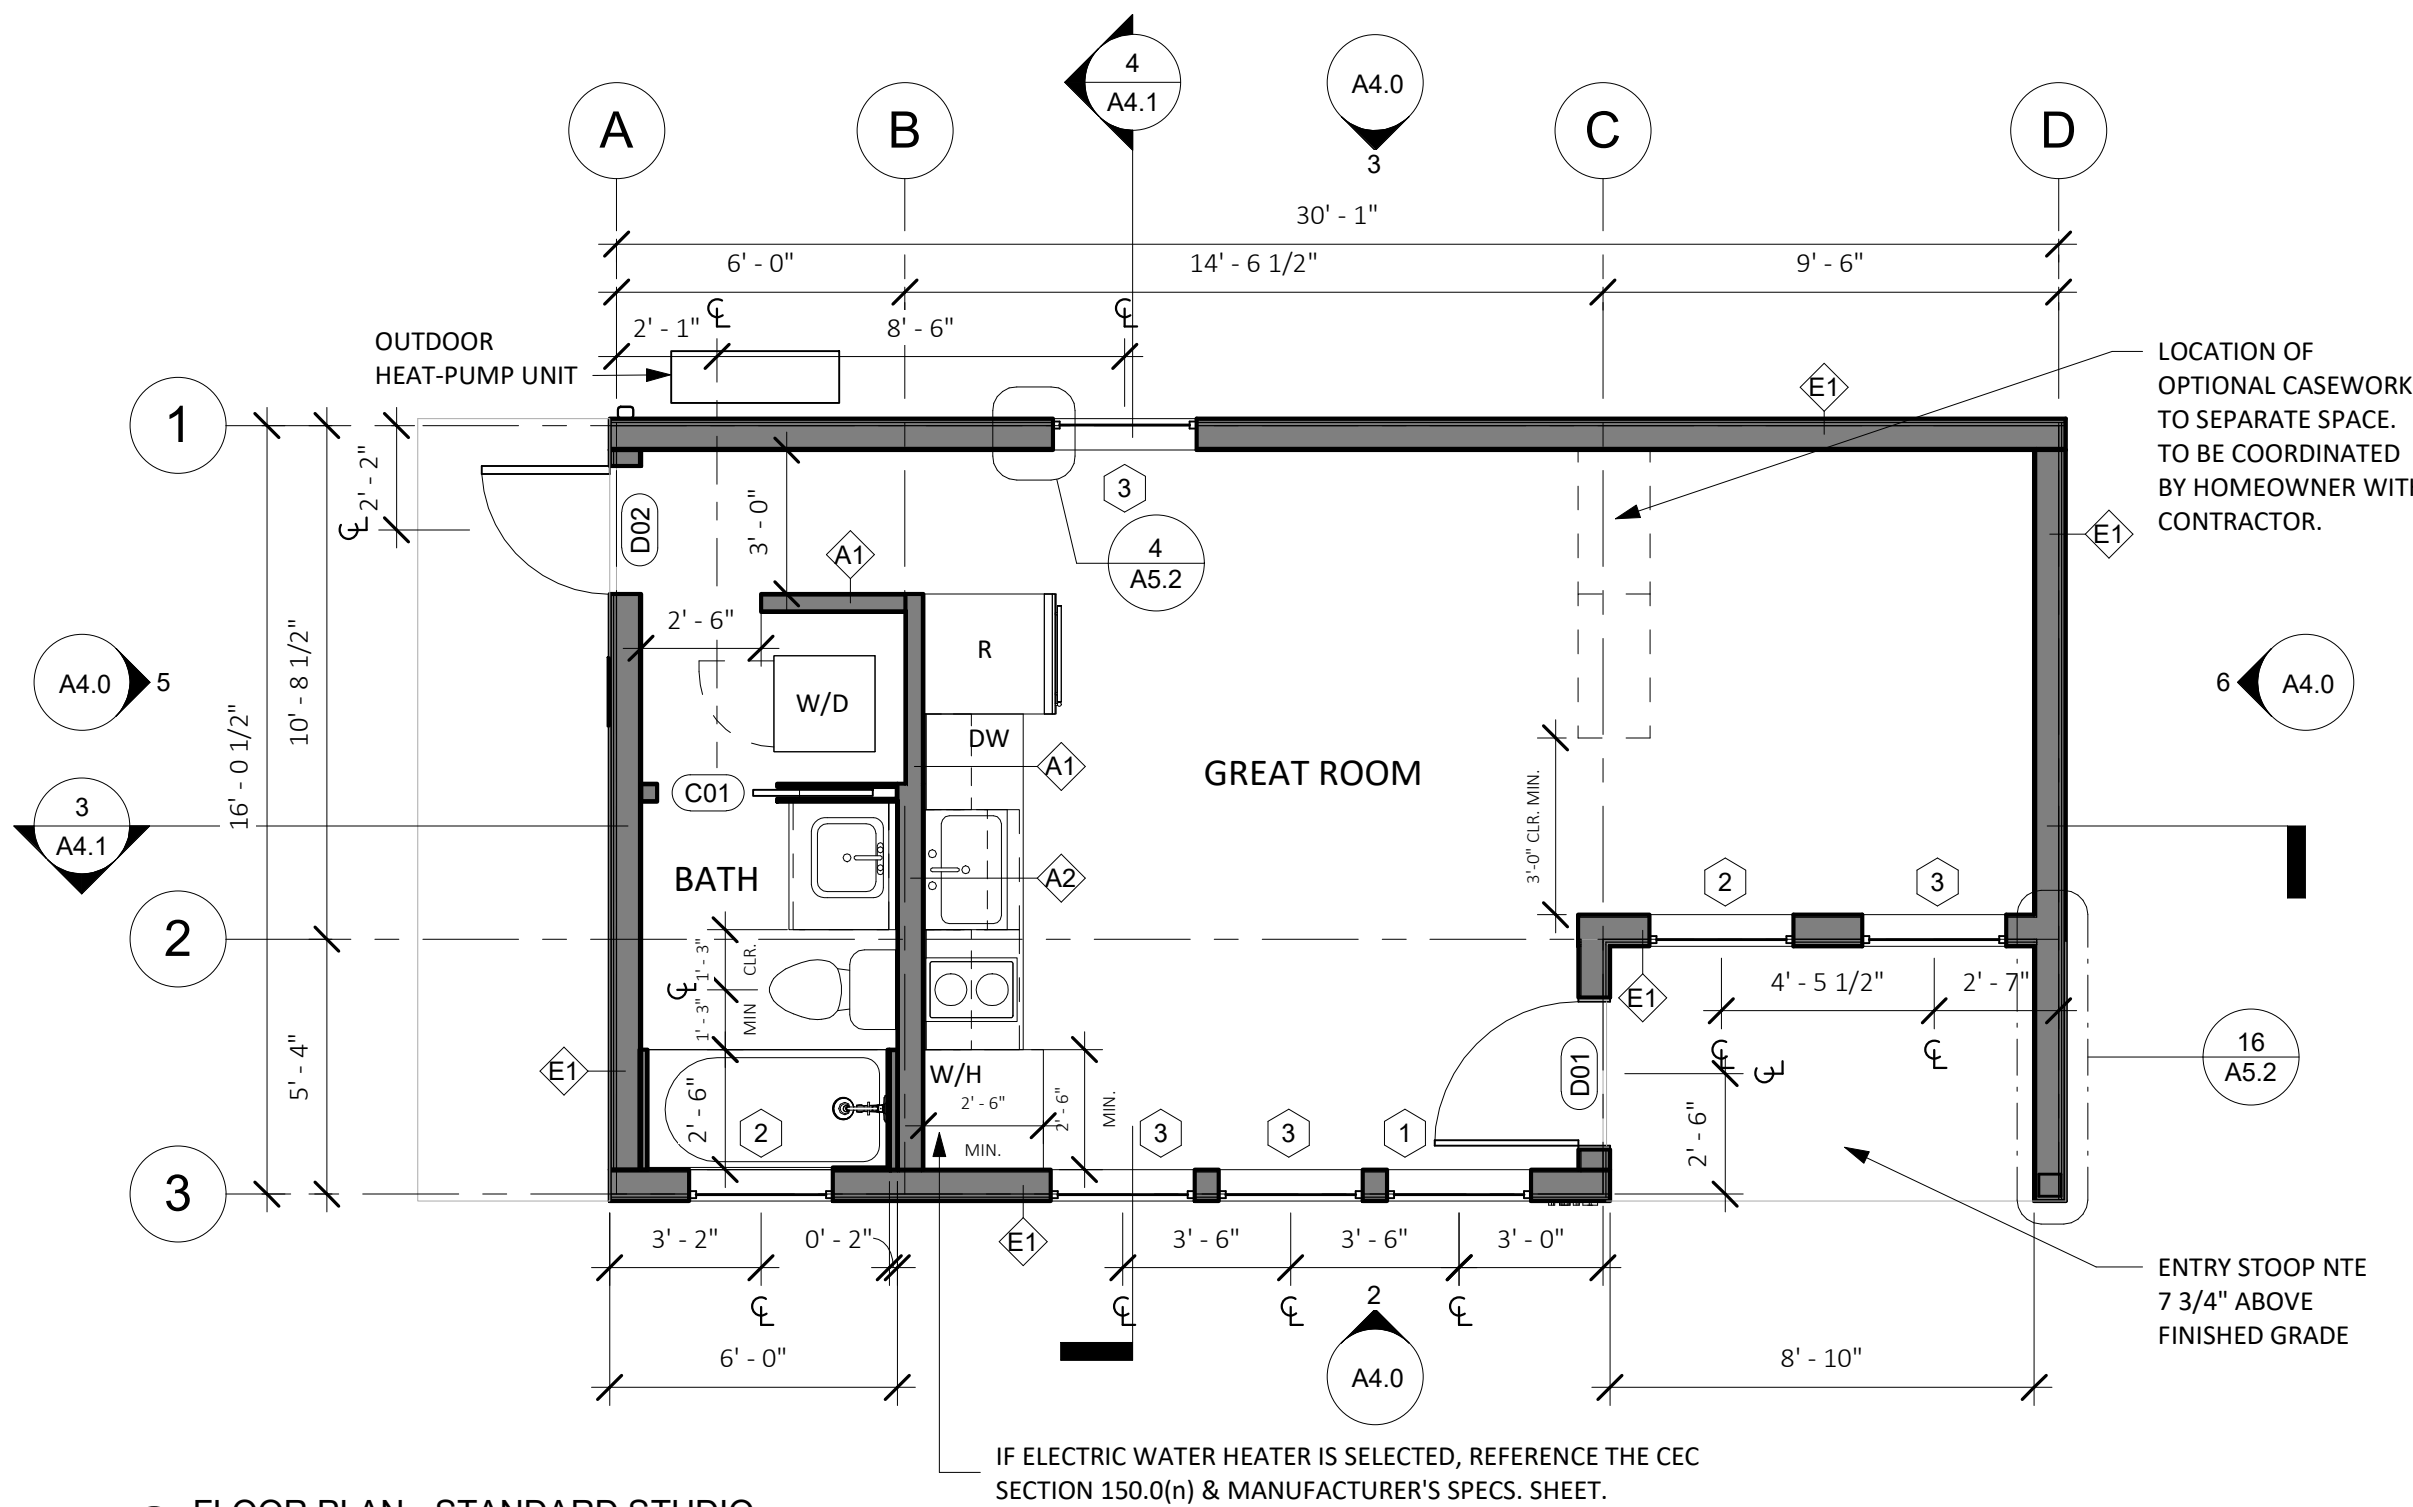 4
A4.1
A4.0
3
A
B
C
D
30' - 1"
6' - 0"
14' - 6 1/2"
9' - 6"
2' - 1"
8' - 6"
OUTDOOR
HEAT-PUMP UNIT
LOCATION OF
OPTIONAL CASEWORK
TO SEPARATE SPACE.
TO BE COORDINATED
BY HOMEOWNER WITH
CONTRACTOR.
E1
1
2' - 2"
D02
3' - 0"
3
4
A5.2
A1
E1
2' - 6"
R
W/D
10' - 8 1/2"
16' - 0 1/2"
A4.0
5
6
A4.0
DW
A1
GREAT ROOM
C01
3
A4.1
3'-0" CLR. MIN.
BATH
A2
2
3
2
1' - 3"
CLR.
1' - 3"
MIN
4' - 5 1/2"
2' - 7"
E1
16
A5.2
5' - 4"
E1
W/H
2' - 6"
MIN.
2' - 6"
MIN.
D01
2' - 6"
2' - 6"
2
3
3
1
3
3' - 2"
0' - 2"
E1
3' - 6"
3' - 6"
3' - 0"
ENTRY STOOP NTE
7 3/4" ABOVE
FINISHED GRADE
2
A4.0
6' - 0"
8' - 10"
IF ELECTRIC WATER HEATER IS SELECTED, REFERENCE THE CEC
SECTION 150.0(n) & MANUFACTURER'S SPECS. SHEET.
FLOOR PLAN - STANDARD STUDIO